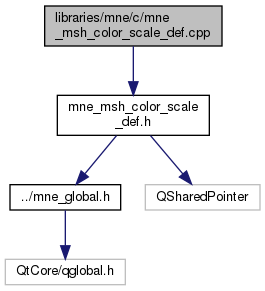 libraries/mne/c/mne
_msh_color_scale_def.cpp
mne_msh_color_scale
_def.h
../mne_global.h
QSharedPointer
QtCore/qglobal.h